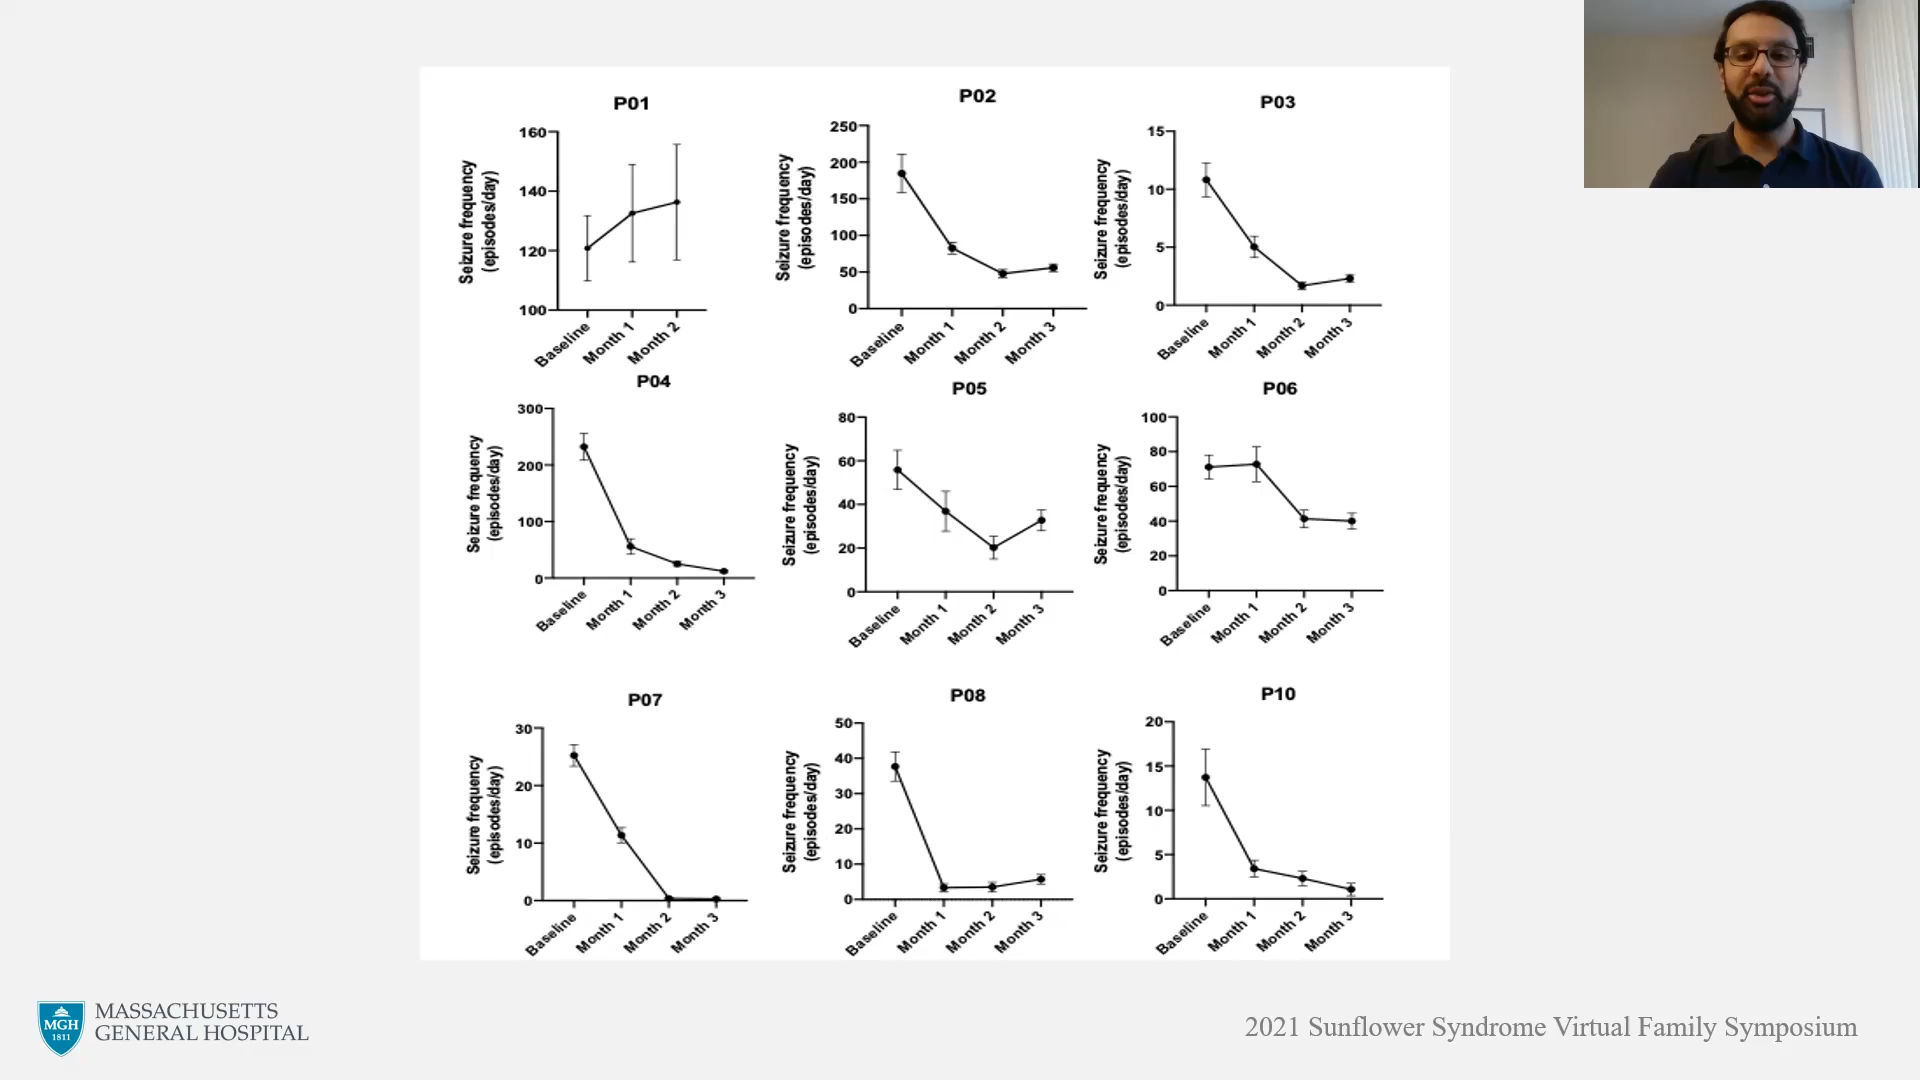 P01
Seizure frequency
(episodes/day)
160
140
120
100
Baseline
Month 1
Month 2
P02
Seizure frequency
(episodes/day)
250
200
150
100
50
0
Baseline
Month 1
Month 2
Month 3
P03
Seizure frequency
(episodes/day)
15
10
5
0
Baseline
Month 1
Month 2
Month 3
P04
Seizure frequency
(episodes/day)
300
200
100
0
Baseline
Month 1
Month 2
Month 3
P05
Seizure frequency
(episodes/day)
80
60
40
20
0
Baseline
Month 1
Month 2
Month 3
P06
Seizure frequency
(episodes/day)
100
80
60
40
20
0
Baseline
Month 1
Month 2
Month 3
P07
Seizure frequency
(episodes/day)
30
20
10
0
Baseline
Month 1
Month 2
Month 3
P08
Seizure frequency
(episodes/day)
50
40
30
20
10
0
Baseline
Month 1
Month 2
Month 3
P10
Seizure frequency
(episodes/day)
20
15
10
5
0
Baseline
Month 1
Month 2
Month 3
MGH
1811
MASSACHUSETTS
GENERAL HOSPITAL
2021 Sunflower Syndrome Virtual Family Symposium